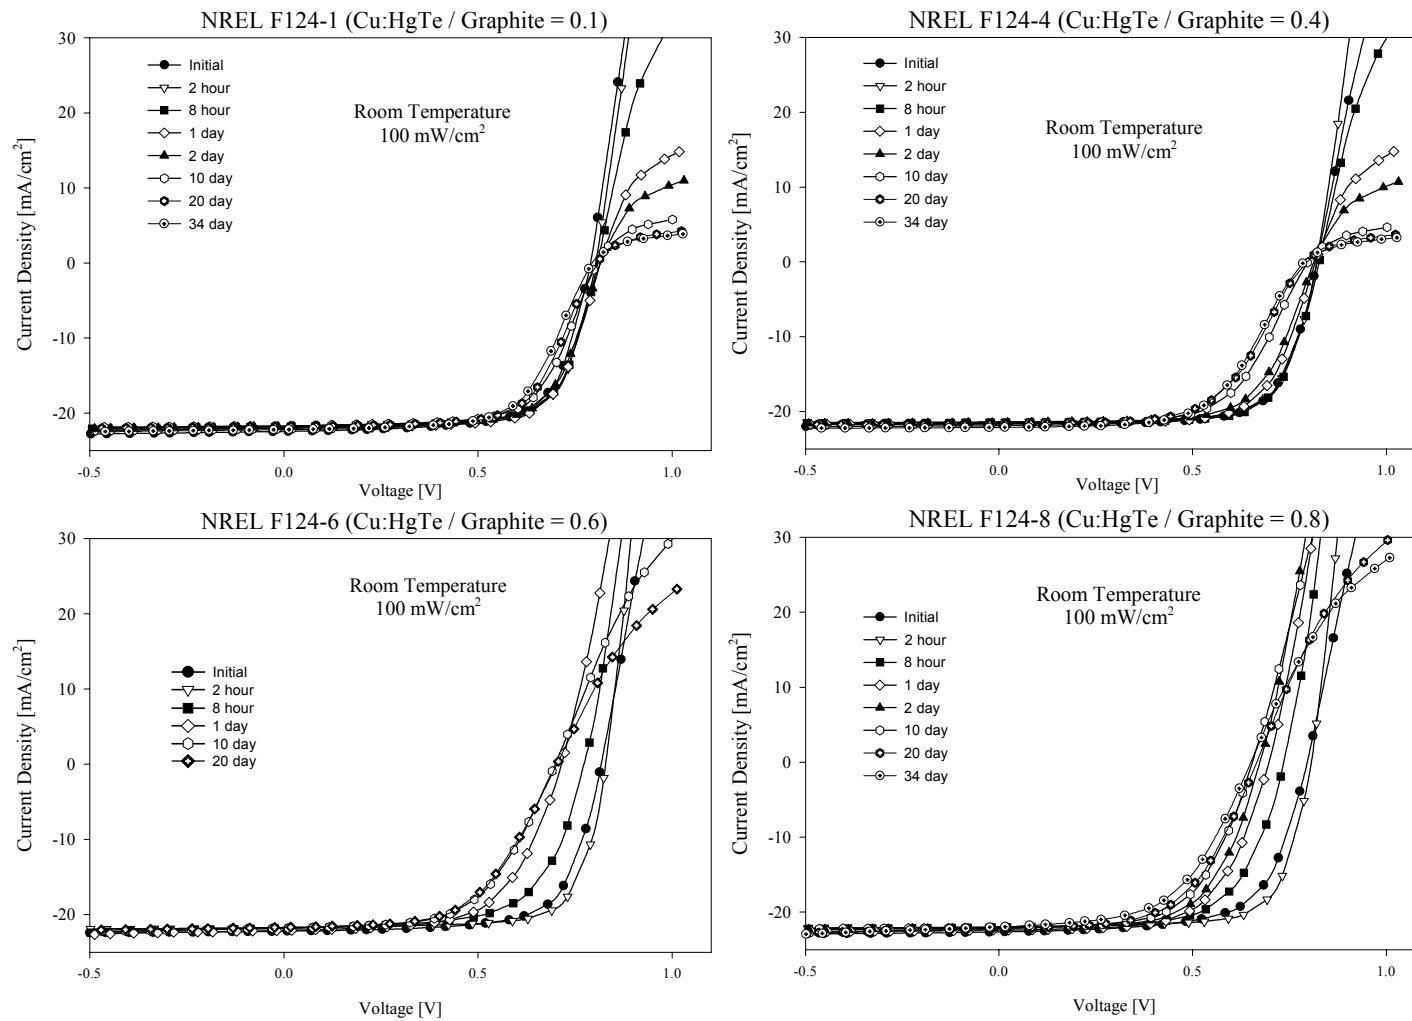 NREL F124-1 (Cu:HgTe / Graphite = 0.1)
30
20
10
0
-10
-20
Current Density [mA/cm²]
Initial
2 hour
8 hour
1 day
2 day
10 day
20 day
34 day
Room Temperature
100 mW/cm²
-0.5 0.0 0.5 1.0
Voltage [V]
NREL F124-4 (Cu:HgTe / Graphite = 0.4)
30
20
10
0
-10
-20
Current Density [mA/cm²]
Initial
2 hour
8 hour
1 day
2 day
10 day
20 day
34 day
Room Temperature
100 mW/cm²
-0.5 0.0 0.5 1.0
Voltage [V]
NREL F124-6 (Cu:HgTe / Graphite = 0.6)
30
20
10
0
-10
-20
Current Density [mA/cm²]
Room Temperature
100 mW/cm²
Initial
2 hour
8 hour
1 day
10 day
20 day
-0.5 0.0 0.5 1.0
Voltage [V]
NREL F124-8 (Cu:HgTe / Graphite = 0.8)
30
20
10
0
-10
-20
Current Density [mA/cm²]
Room Temperature
100 mW/cm²
Initial
2 hour
8 hour
1 day
2 day
10 day
20 day
34 day
-0.5 0.0 0.5 1.0
Voltage [V]